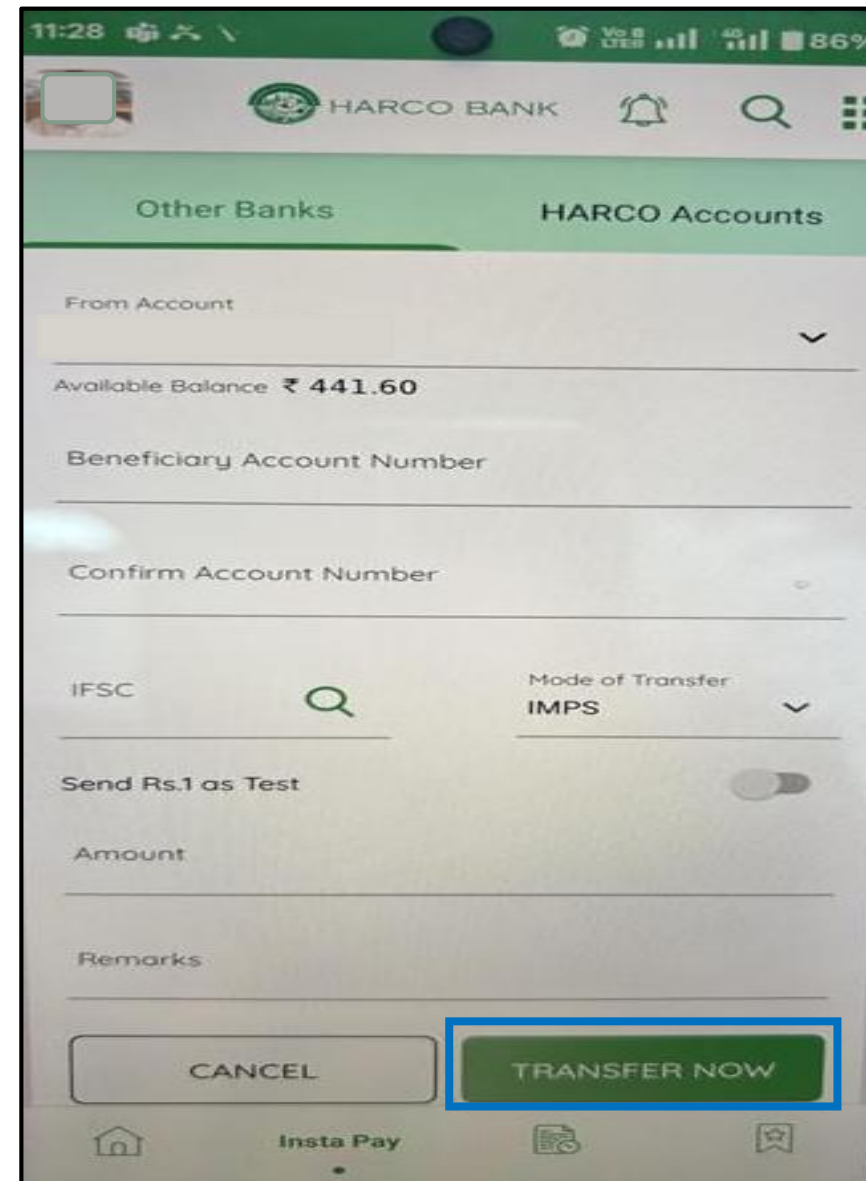 11:28 86%
HARCO BANK
Other Banks HARCO Accounts
From Account
Available Balance ₹ 441.60
Beneficiary Account Number
Confirm Account Number
IFSC
Mode of Transfer
IMPS
Send Rs.1 as Test
Amount
Remarks
CANCEL TRANSFER NOW
Insta Pay